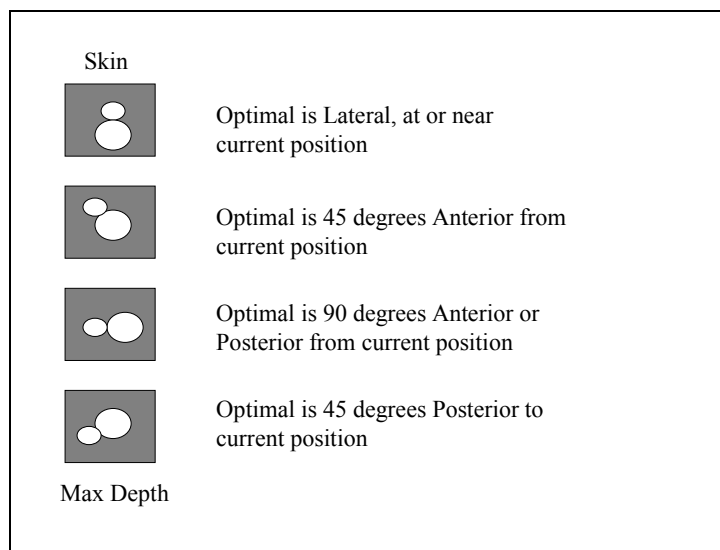 Skin
Optimal is Lateral, at or near
current position
Optimal is 45 degrees Anterior from
current position
Optimal is 90 degrees Anterior or
Posterior from current position
Optimal is 45 degrees Posterior to
current position
Max Depth